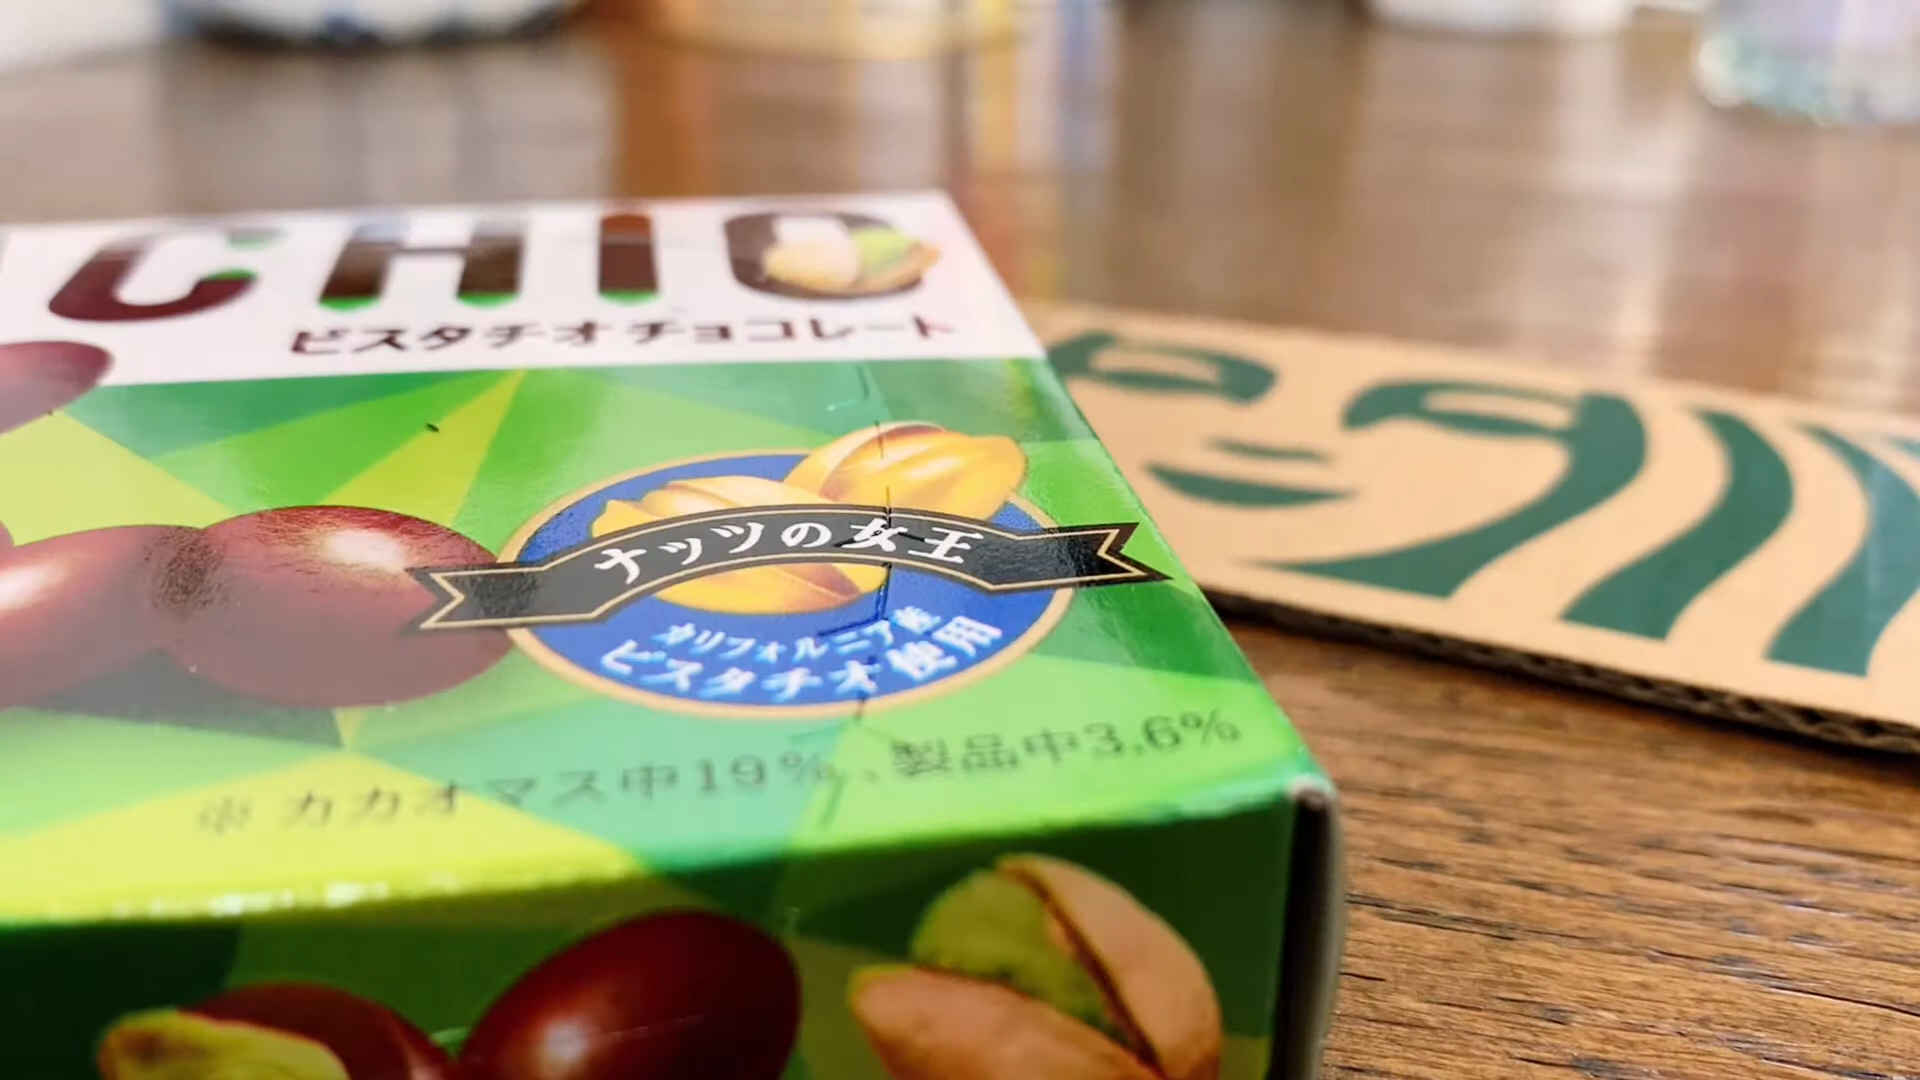 CHIO
ピスタチオチョコレート
ナッツの女王
カリフォルニア産
ピスタチオ使用
※カカオマス中19%、製品中3.6%